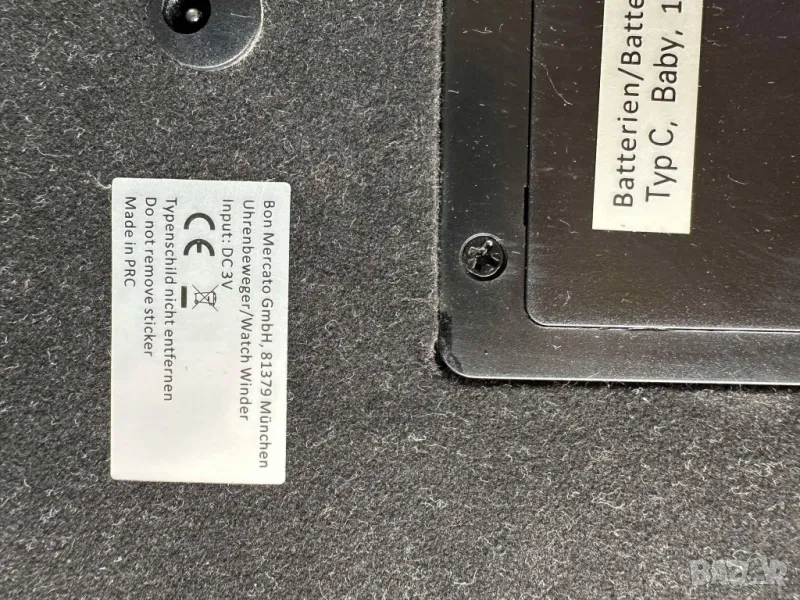 Bon Mercato GmbH, 81379 München
Uhrenbeweger/Watch Winder
Input: DC 3V
CE
Typenschild nicht entfernen
Do not remove sticker
Made in PRC
Batterien/Batte
Typ C, Baby, 1
BAZAR